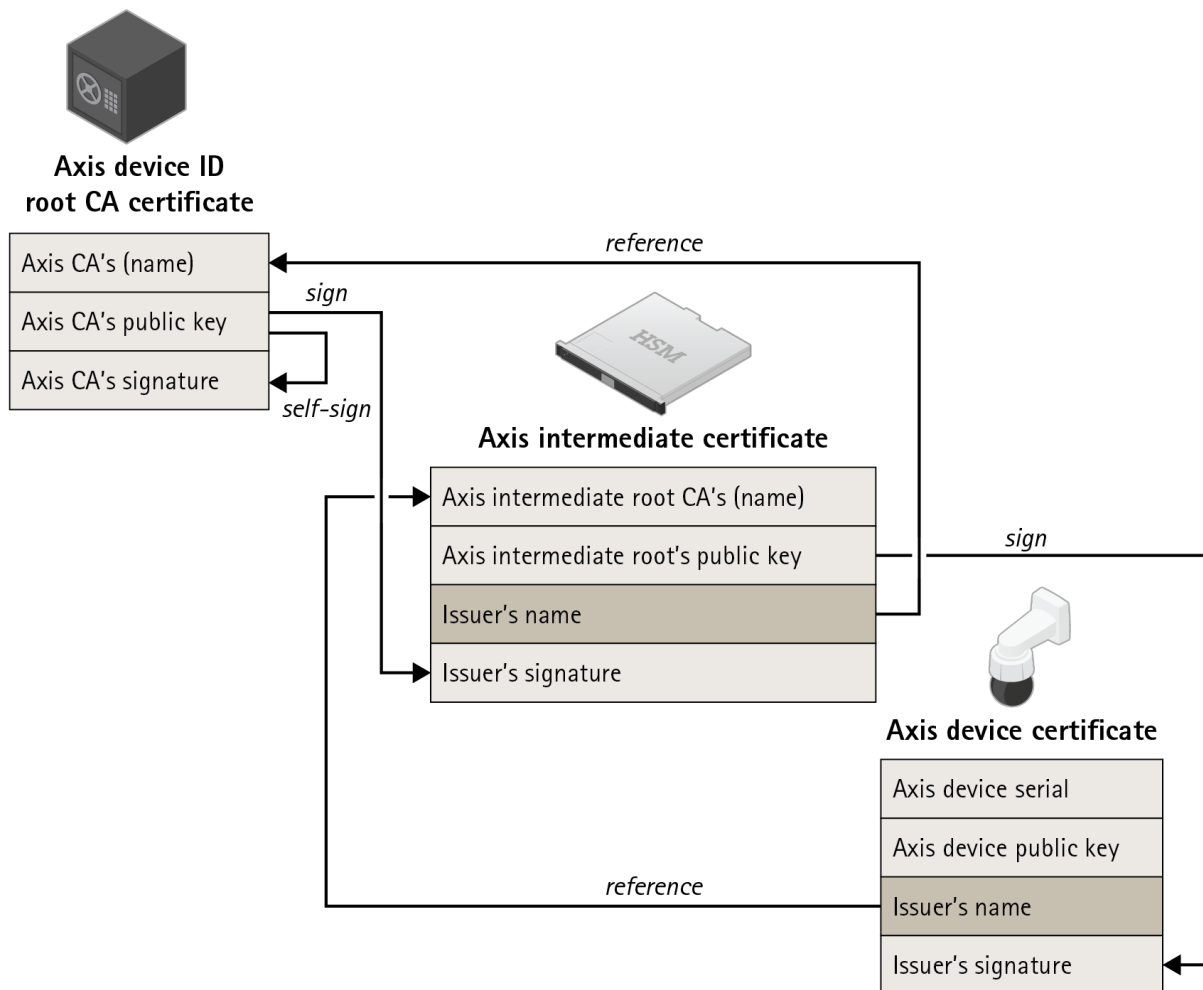 Axis device ID
root CA certificate
Axis CA's (name)
Axis CA's public key
Axis CA's signature
reference
sign
self-sign
HSM
Axis intermediate certificate
Axis intermediate root CA's (name)
Axis intermediate root's public key
Issuer's name
Issuer's signature
sign
Axis device certificate
Axis device serial
Axis device public key
Issuer's name
Issuer's signature
reference